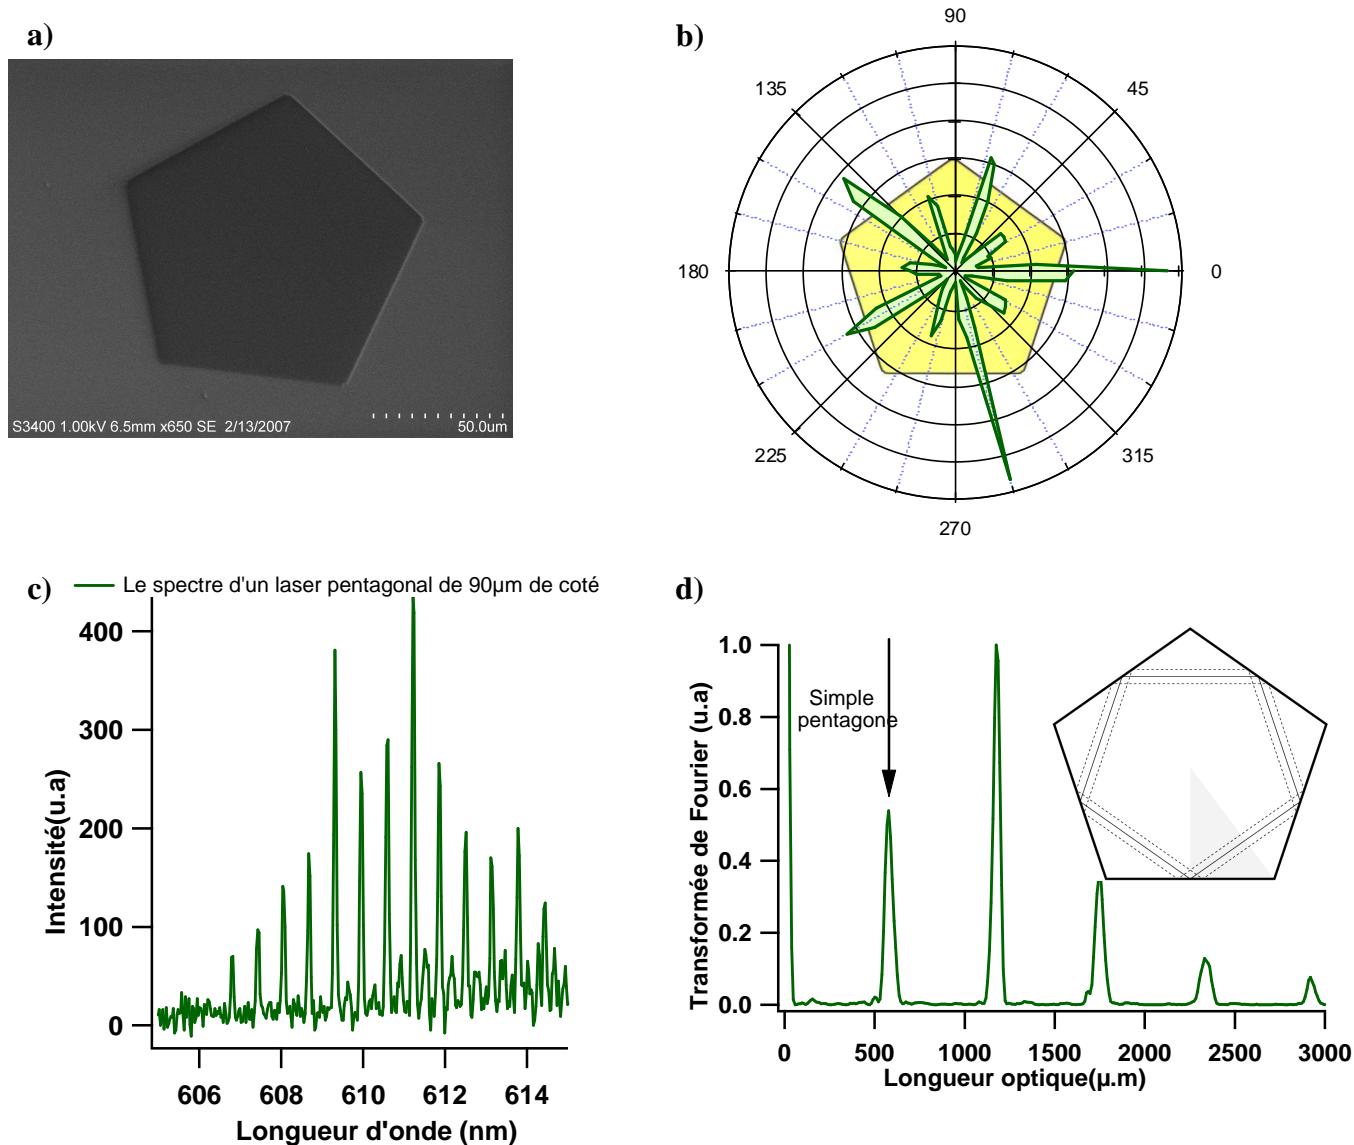 a)
S3400 1.00kV 6.5mm x650 SE 2/13/2007
50.0um
b)
90
135
45
180
0
225
315
270
c)
Le spectre d'un laser pentagonal de 90µm de coté
400
300
200
100
0
Intensité(u.a)
606
608
610
612
614
Longueur d'onde (nm)
d)
1.0
0.8
0.6
0.4
0.2
0.0
Transformée de Fourier (u.a)
Simple
pentagone
0
500
1000
1500
2000
2500
3000
Longueur optique(µ.m)